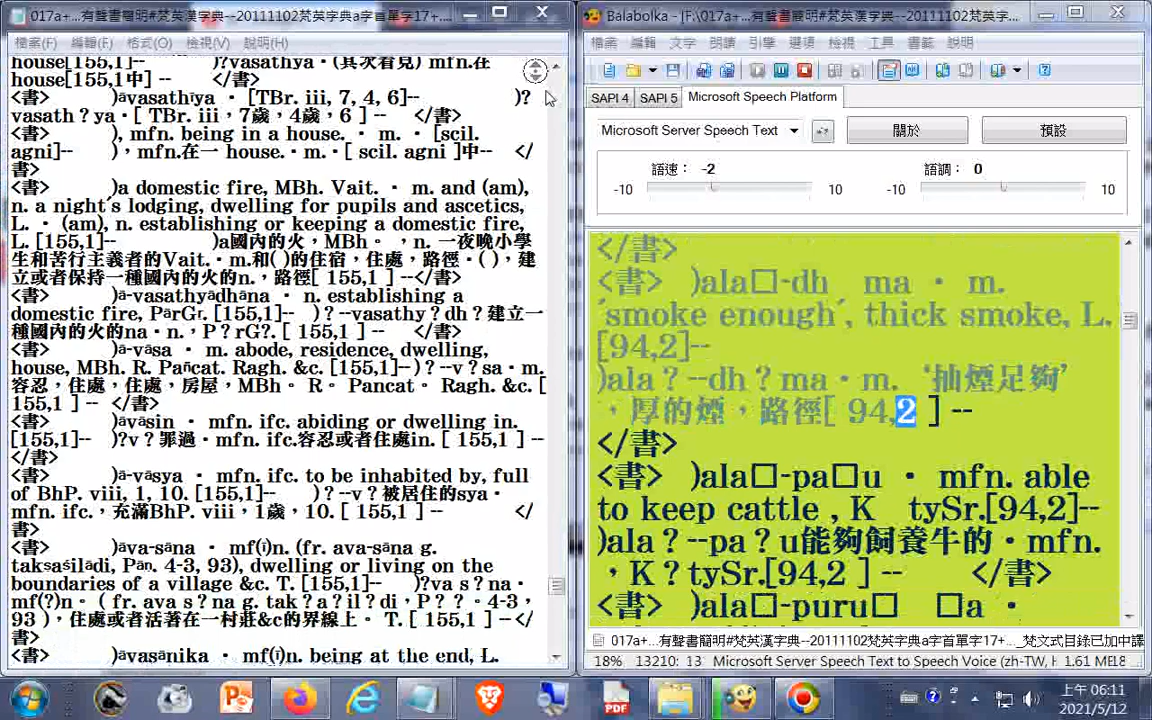 017a+...有聲書簡明#梵英漢字典--20111102梵英字典a字首單字17+...
檔案(F) 編輯(E) 格式(O) 檢視(V) 說明(H)
house[155,1]-- )?vasathya‧(其次看見) mfn.在
house[155,1中] </書>
<書> )āvasathīya ‧ [TBr. iii, 7, 4, 6]-- )?
vasath ? ya‧[ TBr. iii，7歲，4歲，6 ] -- </書>
<書> ), mfn. being in a house.‧m.‧[scil.
agni]-- )，mfn.在一 house.‧m.‧[ scil. agni ]中-- </
書>
<書> )a domestic fire, MBh. Vait. ‧ m. and (am),
n. a night's lodging, dwelling for pupils and ascetics,
L. ‧ (am), n. establishing or keeping a domestic fire,
L. [155,1]-- )a國內的火，MBh。，n. 一夜晚小學
生和苦行主義者的Vait.‧m.和( )的住宿，住處，路徑‧( )，建
立或者保持一種國內的火的n.，路徑[ 155,1 ] --</書>
<書> )ā-vasathyādhāna ‧ n. establishing a
domestic fire, PārGṛ. [155,1]-- )? --vasathy ? dh ? 建立一
種國內的火的na‧n.，P ? rG?. [ 155,1 ] </書>
<書> )ā-vāsa ‧ m. abode, residence, dwelling,
house, MBh. R. Pañcat. Ragh. &c. [155,1]--)? --v ? sa‧m.
容忍，住處，住處，房屋，MBh。R。Pancat。Ragh. &c. [
155,1 ] -- </書>
<書> )āvāsin ‧ mfn. ifc. abiding or dwelling in.
[155,1]-- )?v ? 罪過‧mfn. ifc.容忍或者住處in. [ 155,1 ] --
</書>
<書> )ā-vāsya ‧ mfn. ifc. to be inhabited by, full
of BhP. viii, 1, 10. [155,1]-- )? --v ? 被居住的sya‧
mfn. ifc.，充滿BhP. viii，1歲，10. [ 155,1 ] -- </
書>
<書> )āva-sāna ‧ mf(ī)n. (fr. ava-sāna g.
takṣaśilādi, Pāṇ. 4-3, 93), dwelling or living on the
boundaries of a village &c. T. [155,1]-- )?va s ? na‧
mf(?)n‧( fr. ava s ? na g. tak ? a ? il ? di，P ? ?。4-3，
93 )，住處或者活著在一村莊&c的界線上。T. [ 155,1 ] -- </
書>
<書> )āvasānika ‧ mf(ī)n. being at the end, L.
Balabolka - [F:\017a+...有聲書簡明#梵英漢字典--20111102梵英字...
檔案 編輯 文字 朗讀 引擎 選項 檢視 工具 書籤 說明
SAPI 4 SAPI 5 Microsoft Speech Platform
Microsoft Server Speech Text 關於 預設
語速： -2 語調： 0
-10 10 -10 10
</書>
<書> )ala□-dh ma ‧ m.
'smoke enough', thick smoke, L.
[94,2]--
)ala ? --dh ? ma‧m. ‘抽煙足夠’
，厚的煙，路徑[ 94,2 ] --
</書>
<書> )ala□-pa□u ‧ mfn. able
to keep cattle , K tySr.[94,2]--
)ala ? --pa ? u能夠飼養牛的‧mfn.
，K ? tySr.[94,2 ] -- </書>
<書> )ala□-puru□ □a ‧
017a+...有聲書簡明#梵英漢字典--20111102梵英字典a字首單字17+..._梵文式目錄已加中譯
18% 13210: 13 Microsoft Server Speech Text to Speech Voice (zh-TW, H 1.61 MEL8
上午 06:11
2021/5/12